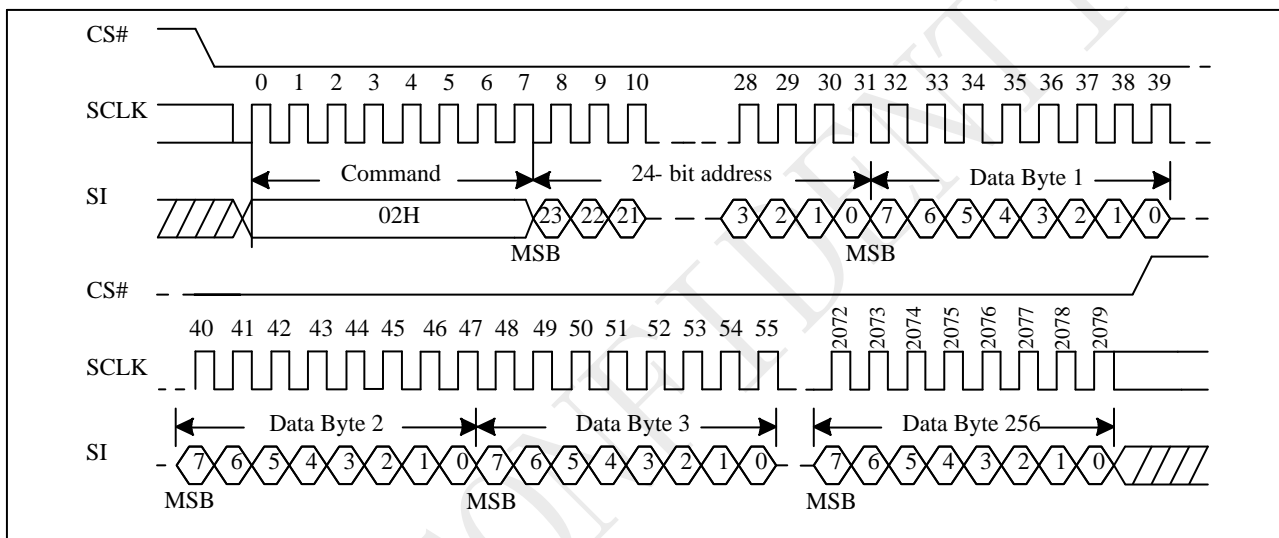 CS#
0 1 2 3 4 5 6 7 8 9 10 28 29 30 31 32 33 34 35 36 37 38 39
SCLK
Command 24- bit address Data Byte 1
SI
02H 23 22 21 3 2 1 0 7 6 5 4 3 2 1 0
MSB MSB
CS#
40 41 42 43 44 45 46 47 48 49 50 51 52 53 54 55 2072 2073 2074 2075 2076 2077 2078 2079
SCLK
Data Byte 2 Data Byte 3 Data Byte 256
SI
7 6 5 4 3 2 1 0 7 6 5 4 3 2 1 0 7 6 5 4 3 2 1 0
MSB MSB MSB